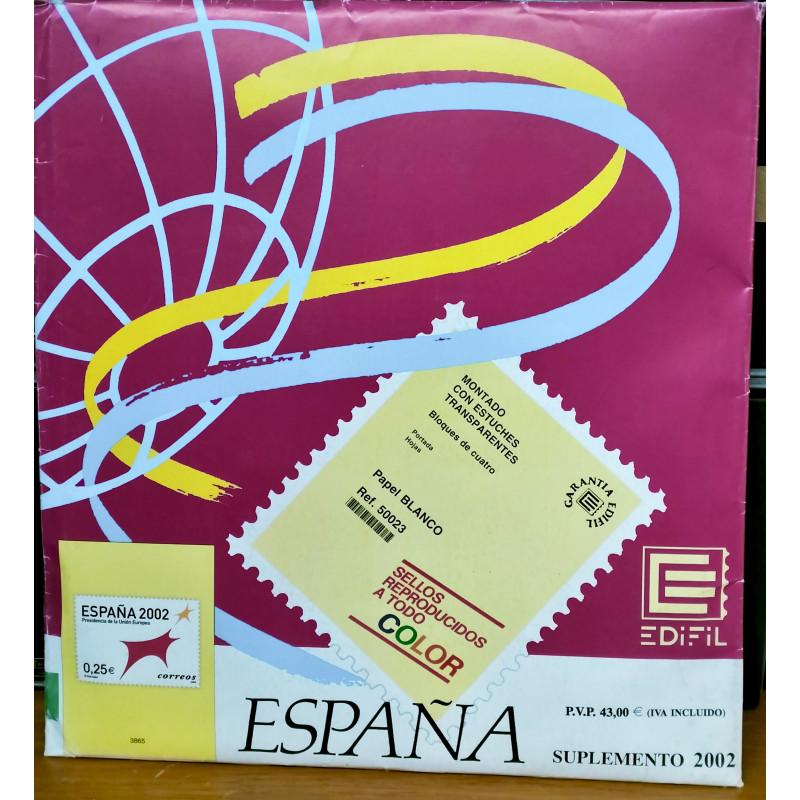 MONTADO
CON ESTUCHES
TRANSPARENTES
Bloques de cuatro
Portada
Hojas
Papel BLANCO
Ref. 50023
GARANTIA EDIFIL
SELLOS
REPRODUCIDOS
A TODO
COLOR
EDIFIL
ESPAÑA 2002
Presidencia de la Unión Europea
0,25€
correos
3865
ESPAÑA
P.V.P. 43,00 € (IVA INCLUIDO)
SUPLEMENTO 2002